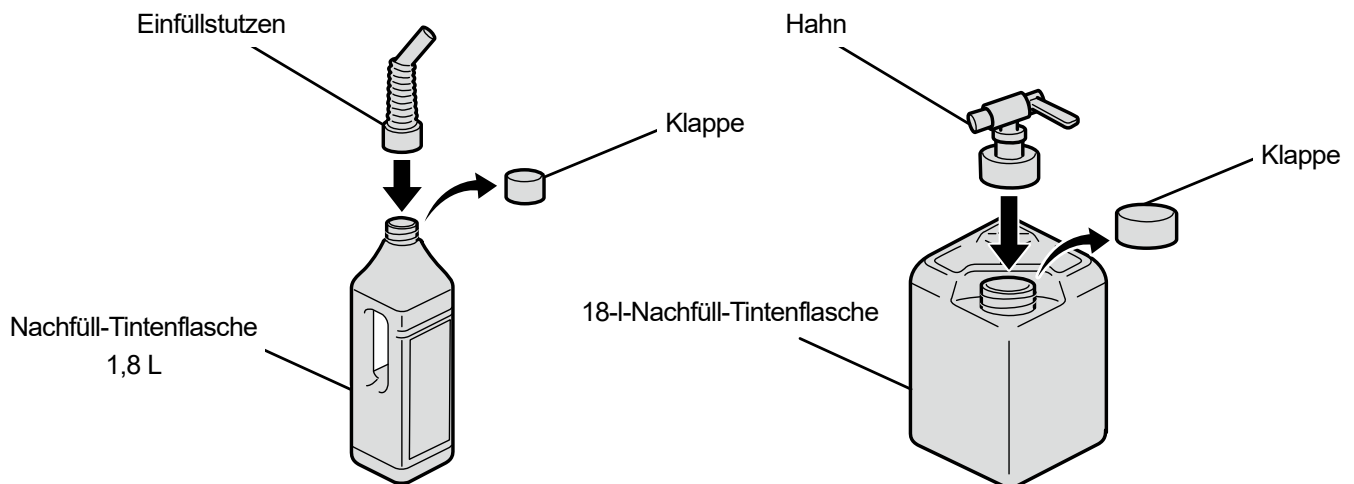 Einfüllstutzen
Hahn
Klappe
Klappe
Nachfüll-Tintenflasche
1,8 L
18-l-Nachfüll-Tintenflasche